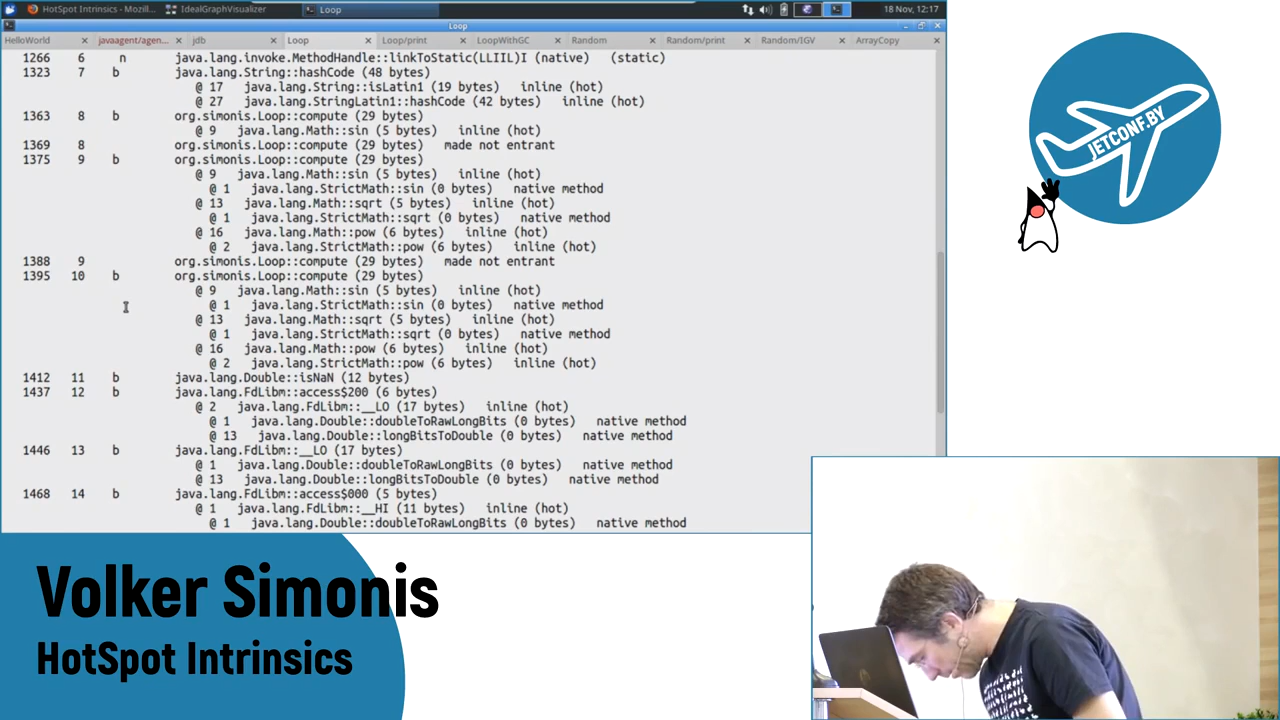 HotSpot Intrinsics - Mozill... IdealGraphVisualizer Loop 18 Nov, 12:17
Loop
HelloWorld × javaagent/agen... × jdb × Loop × Loop/print × LoopWithGC × Random × Random/print × Random/IGV × ArrayCopy ×
1266 6 n java.lang.invoke.MethodHandle::linkToStatic(LLIIL)I (native) (static)
1323 7 b java.lang.String::hashCode (48 bytes)
@ 17 java.lang.String::isLatin1 (19 bytes) inline (hot)
@ 27 java.lang.StringLatin1::hashCode (42 bytes) inline (hot)
1363 8 b org.simonis.Loop::compute (29 bytes)
@ 9 java.lang.Math::sin (5 bytes) inline (hot)
1369 8 org.simonis.Loop::compute (29 bytes) made not entrant
1375 9 b org.simonis.Loop::compute (29 bytes)
@ 9 java.lang.Math::sin (5 bytes) inline (hot)
@ 1 java.lang.StrictMath::sin (0 bytes) native method
@ 13 java.lang.Math::sqrt (5 bytes) inline (hot)
@ 1 java.lang.StrictMath::sqrt (0 bytes) native method
@ 16 java.lang.Math::pow (6 bytes) inline (hot)
@ 2 java.lang.StrictMath::pow (6 bytes) inline (hot)
1388 9 org.simonis.Loop::compute (29 bytes) made not entrant
1395 10 b org.simonis.Loop::compute (29 bytes)
@ 9 java.lang.Math::sin (5 bytes) inline (hot)
@ 1 java.lang.StrictMath::sin (0 bytes) native method
@ 13 java.lang.Math::sqrt (5 bytes) inline (hot)
@ 1 java.lang.StrictMath::sqrt (0 bytes) native method
@ 16 java.lang.Math::pow (6 bytes) inline (hot)
@ 2 java.lang.StrictMath::pow (6 bytes) inline (hot)
1412 11 b java.lang.Double::isNaN (12 bytes)
1437 12 b java.lang.FdLibm::access$200 (6 bytes)
@ 2 java.lang.FdLibm::__LO (17 bytes) inline (hot)
@ 1 java.lang.Double::doubleToRawLongBits (0 bytes) native method
@ 13 java.lang.Double::longBitsToDouble (0 bytes) native method
1446 13 b java.lang.FdLibm::__LO (17 bytes)
@ 1 java.lang.Double::doubleToRawLongBits (0 bytes) native method
@ 13 java.lang.Double::longBitsToDouble (0 bytes) native method
1468 14 b java.lang.FdLibm::access$000 (5 bytes)
@ 1 java.lang.FdLibm::__HI (11 bytes) inline (hot)
@ 1 java.lang.Double::doubleToRawLongBits (0 bytes) native method
JETCONF.BY
Volker Simonis
HotSpot Intrinsics